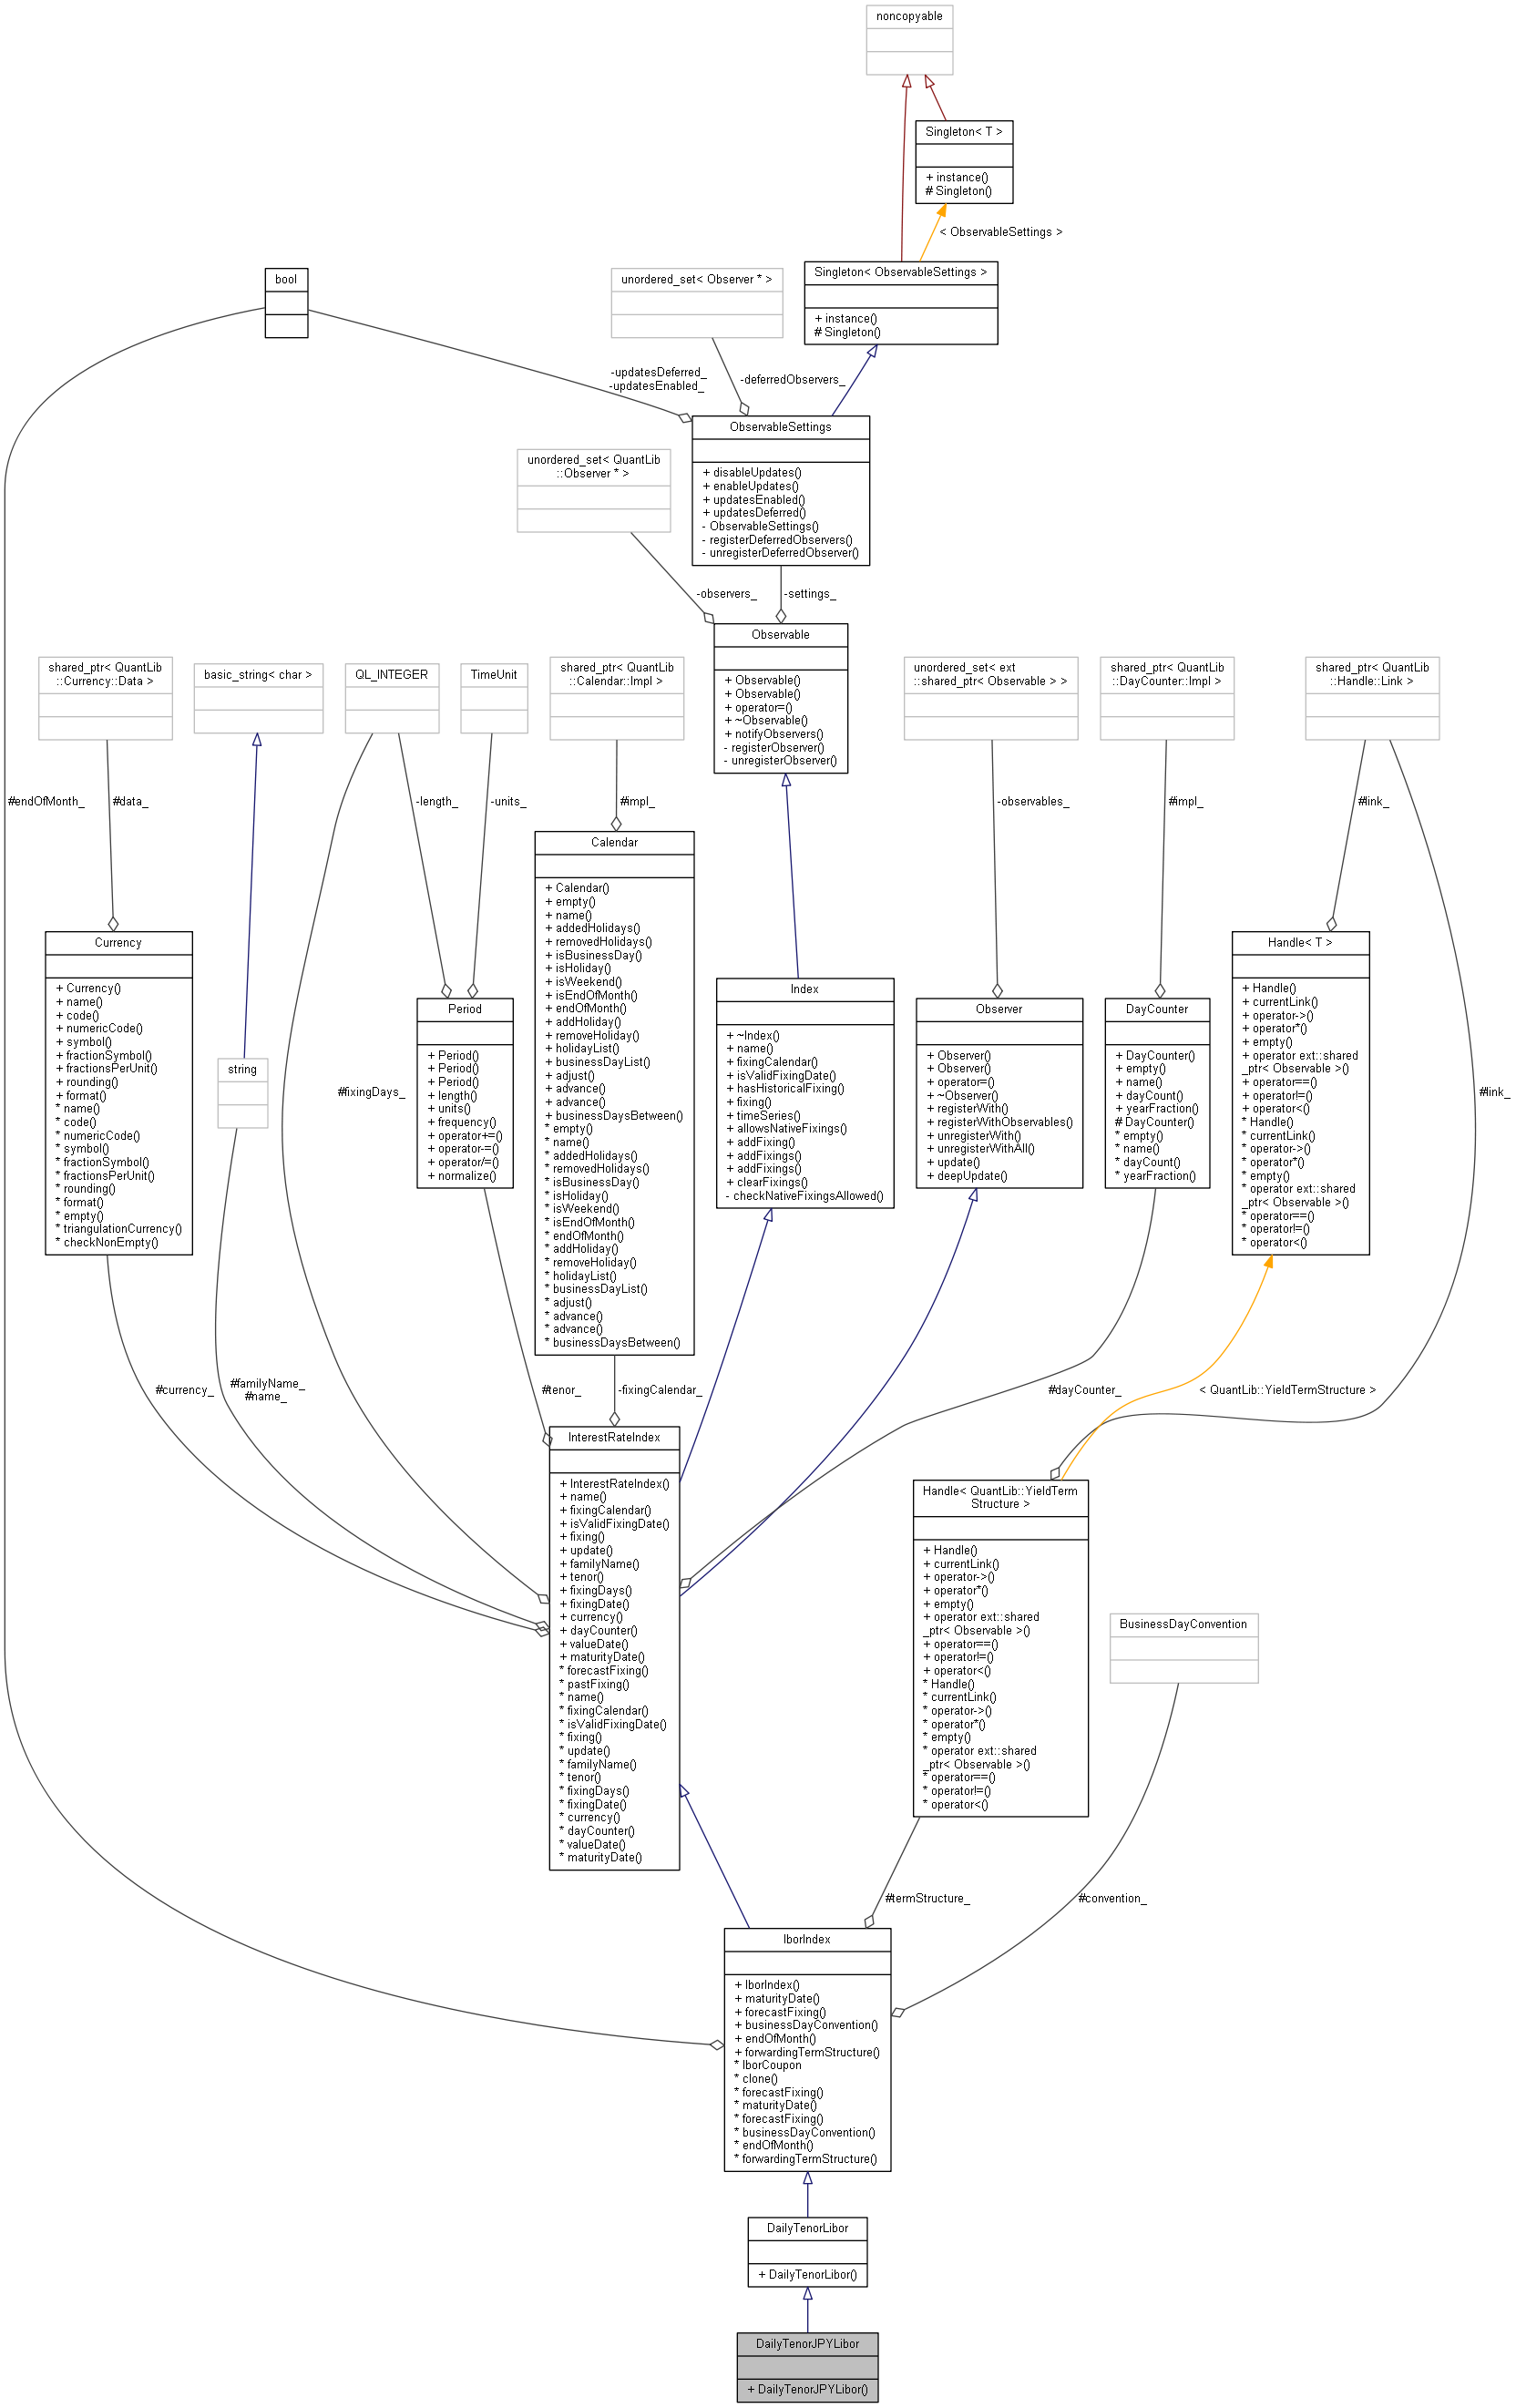 noncopyable
Singleton< T >
+ instance()
# Singleton()
< ObservableSettings >
bool
unordered_set< Observer * >
Singleton< ObservableSettings >
+ instance()
# Singleton()
-updatesDeferred_
-updatesEnabled_
-deferredObservers_
ObservableSettings
+ disableUpdates()
+ enableUpdates()
+ updatesEnabled()
+ updatesDeferred()
- ObservableSettings()
- registerDeferredObservers()
- unregisterDeferredObserver()
unordered_set< QuantLib
::Observer * >
-observers_
-settings_
Observable
+ Observable()
+ Observable()
+ operator=()
+ ~Observable()
+ notifyObservers()
- registerObserver()
- unregisterObserver()
shared_ptr< QuantLib
::Currency::Data >
basic_string< char >
QL_INTEGER
TimeUnit
shared_ptr< QuantLib
::Calendar::Impl >
unordered_set< ext
::shared_ptr< Observable > >
shared_ptr< QuantLib
::DayCounter::Impl >
shared_ptr< QuantLib
::Handle::Link >
#endOfMonth_
#data_
-length_
-units_
#impl_
-observables_
#impl_
#link_
Currency
+ Currency()
+ name()
+ code()
+ numericCode()
+ symbol()
+ fractionSymbol()
+ fractionsPerUnit()
+ rounding()
+ format()
* name()
* code()
* numericCode()
* symbol()
* fractionSymbol()
* fractionsPerUnit()
* rounding()
* format()
* empty()
* triangulationCurrency()
* checkNonEmpty()
string
#fixingDays_
Period
+ Period()
+ Period()
+ Period()
+ length()
+ units()
+ frequency()
+ operator+=()
+ operator-=()
+ operator/=()
+ normalize()
Calendar
+ Calendar()
+ empty()
+ name()
+ addedHolidays()
+ removedHolidays()
+ isBusinessDay()
+ isHoliday()
+ isWeekend()
+ isEndOfMonth()
+ endOfMonth()
+ addHoliday()
+ removeHoliday()
+ holidayList()
+ businessDayList()
+ adjust()
+ advance()
+ advance()
+ businessDaysBetween()
* empty()
* name()
* addedHolidays()
* removedHolidays()
* isBusinessDay()
* isHoliday()
* isWeekend()
* isEndOfMonth()
* endOfMonth()
* addHoliday()
* removeHoliday()
* holidayList()
* businessDayList()
* adjust()
* advance()
* advance()
* businessDaysBetween()
Index
+ ~Index()
+ name()
+ fixingCalendar()
+ isValidFixingDate()
+ hasHistoricalFixing()
+ fixing()
+ timeSeries()
+ allowsNativeFixings()
+ addFixing()
+ addFixings()
+ addFixings()
+ clearFixings()
- checkNativeFixingsAllowed()
Observer
+ Observer()
+ Observer()
+ operator=()
+ ~Observer()
+ registerWith()
+ registerWithObservables()
+ unregisterWith()
+ unregisterWithAll()
+ update()
+ deepUpdate()
DayCounter
+ DayCounter()
+ empty()
+ name()
+ dayCount()
+ yearFraction()
# DayCounter()
* empty()
* name()
* dayCount()
* yearFraction()
Handle< T >
+ Handle()
+ currentLink()
+ operator->()
+ operator*()
+ empty()
+ operator ext::shared
_ptr< Observable >()
+ operator==()
+ operator!=()
+ operator<()
* Handle()
* currentLink()
* operator->()
* operator*()
* empty()
* operator ext::shared
_ptr< Observable >()
* operator==()
* operator!=()
* operator<()
#link_
#currency_
#familyName_
#name_
#tenor_
-fixingCalendar_
#dayCounter_
< QuantLib::YieldTermStructure >
InterestRateIndex
+ InterestRateIndex()
+ name()
+ fixingCalendar()
+ isValidFixingDate()
+ fixing()
+ update()
+ familyName()
+ tenor()
+ fixingDays()
+ fixingDate()
+ currency()
+ dayCounter()
+ valueDate()
+ maturityDate()
* forecastFixing()
* pastFixing()
* name()
* fixingCalendar()
* isValidFixingDate()
* fixing()
* update()
* familyName()
* tenor()
* fixingDays()
* fixingDate()
* currency()
* dayCounter()
* valueDate()
* maturityDate()
Handle< QuantLib::YieldTerm
Structure >
+ Handle()
+ currentLink()
+ operator->()
+ operator*()
+ empty()
+ operator ext::shared
_ptr< Observable >()
+ operator==()
+ operator!=()
+ operator<()
* Handle()
* currentLink()
* operator->()
* operator*()
* empty()
* operator ext::shared
_ptr< Observable >()
* operator==()
* operator!=()
* operator<()
BusinessDayConvention
#termStructure_
#convention_
IborIndex
+ IborIndex()
+ maturityDate()
+ forecastFixing()
+ businessDayConvention()
+ endOfMonth()
+ forwardingTermStructure()
* IborCoupon
* clone()
* forecastFixing()
* maturityDate()
* forecastFixing()
* businessDayConvention()
* endOfMonth()
* forwardingTermStructure()
DailyTenorLibor
+ DailyTenorLibor()
DailyTenorJPYLibor
+ DailyTenorJPYLibor()